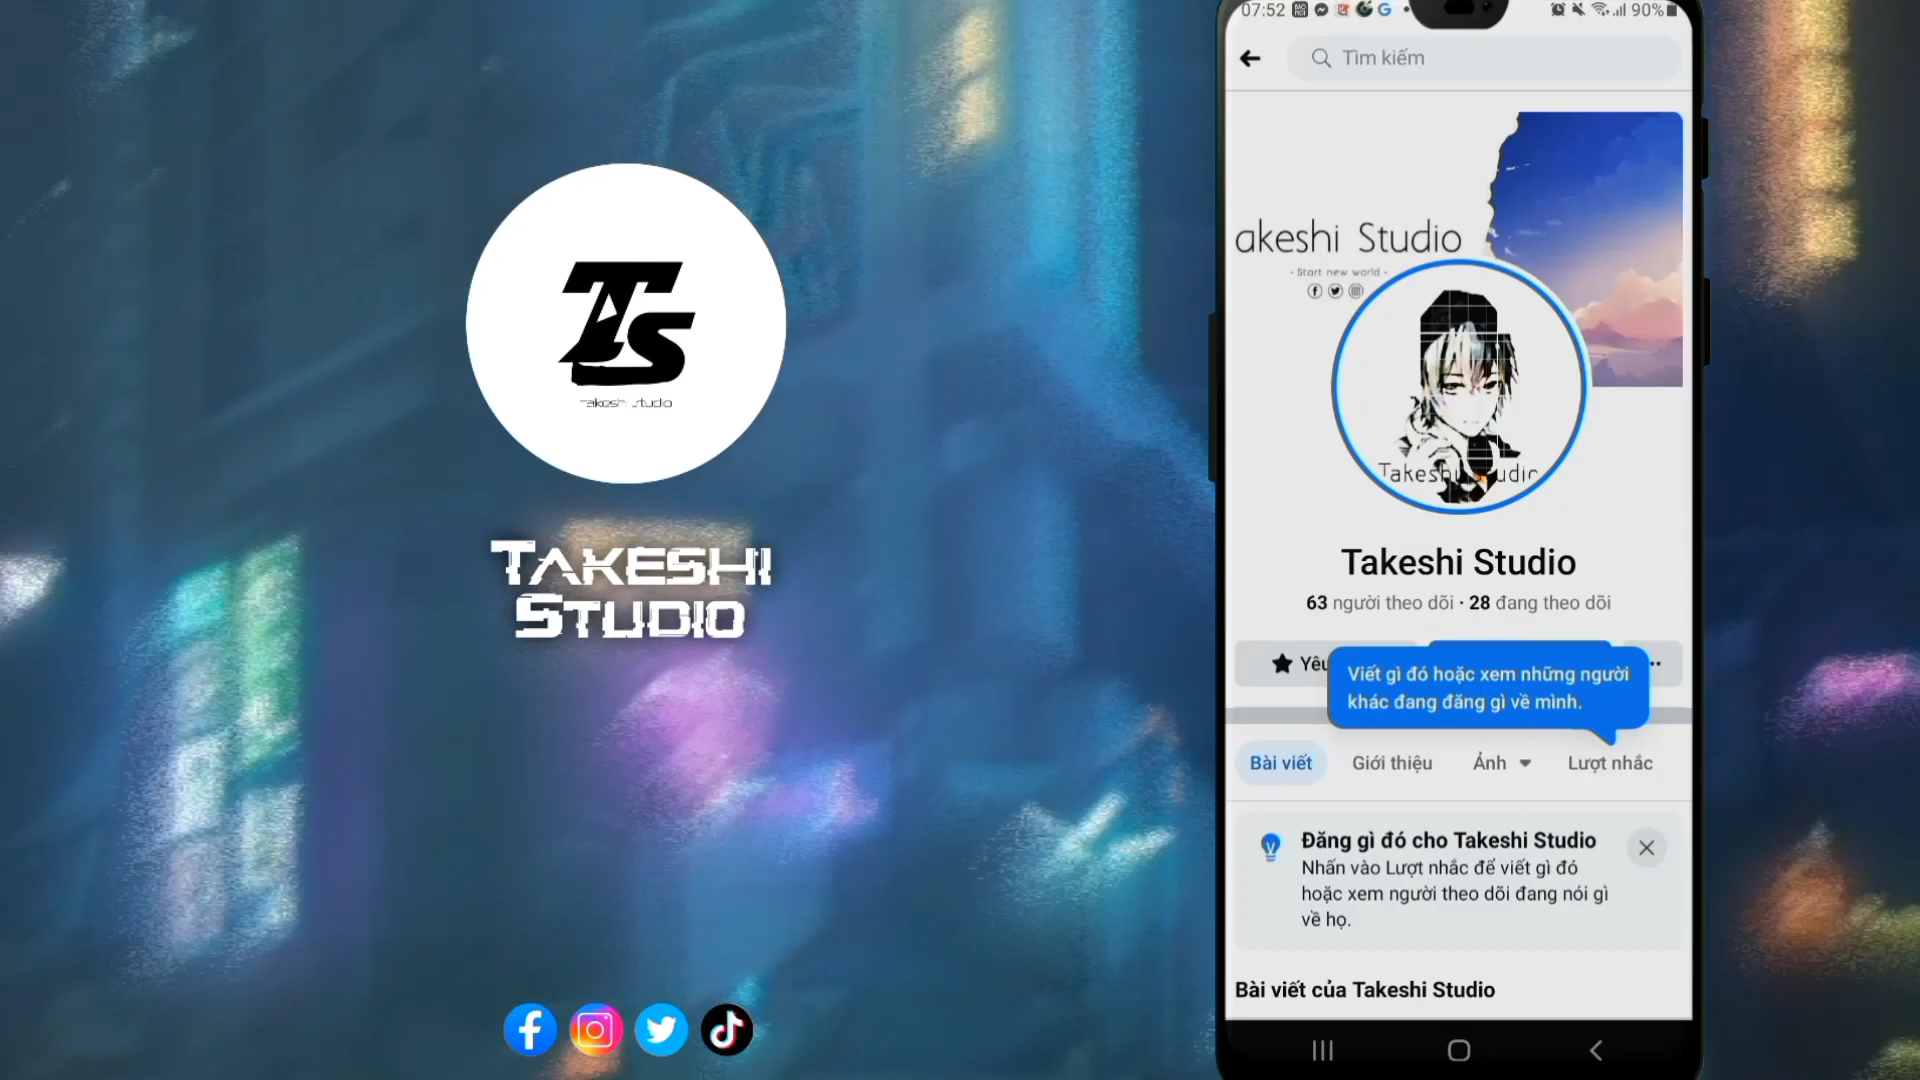 TS
Takeshi Studio
TAKESHI
STUDIO
07:52
90%
Tìm kiếm
akeshi Studio
- Start new world -
Takeshi Studio
63 người theo dõi · 28 đang theo dõi
Yêu
Viết gì đó hoặc xem những người
khác đang đăng gì về mình.
Bài viết
Giới thiệu
Ảnh
Lượt nhắc
Đăng gì đó cho Takeshi Studio
Nhấn vào Lượt nhắc để viết gì đó
hoặc xem người theo dõi đang nói gì
về họ.
Bài viết của Takeshi Studio